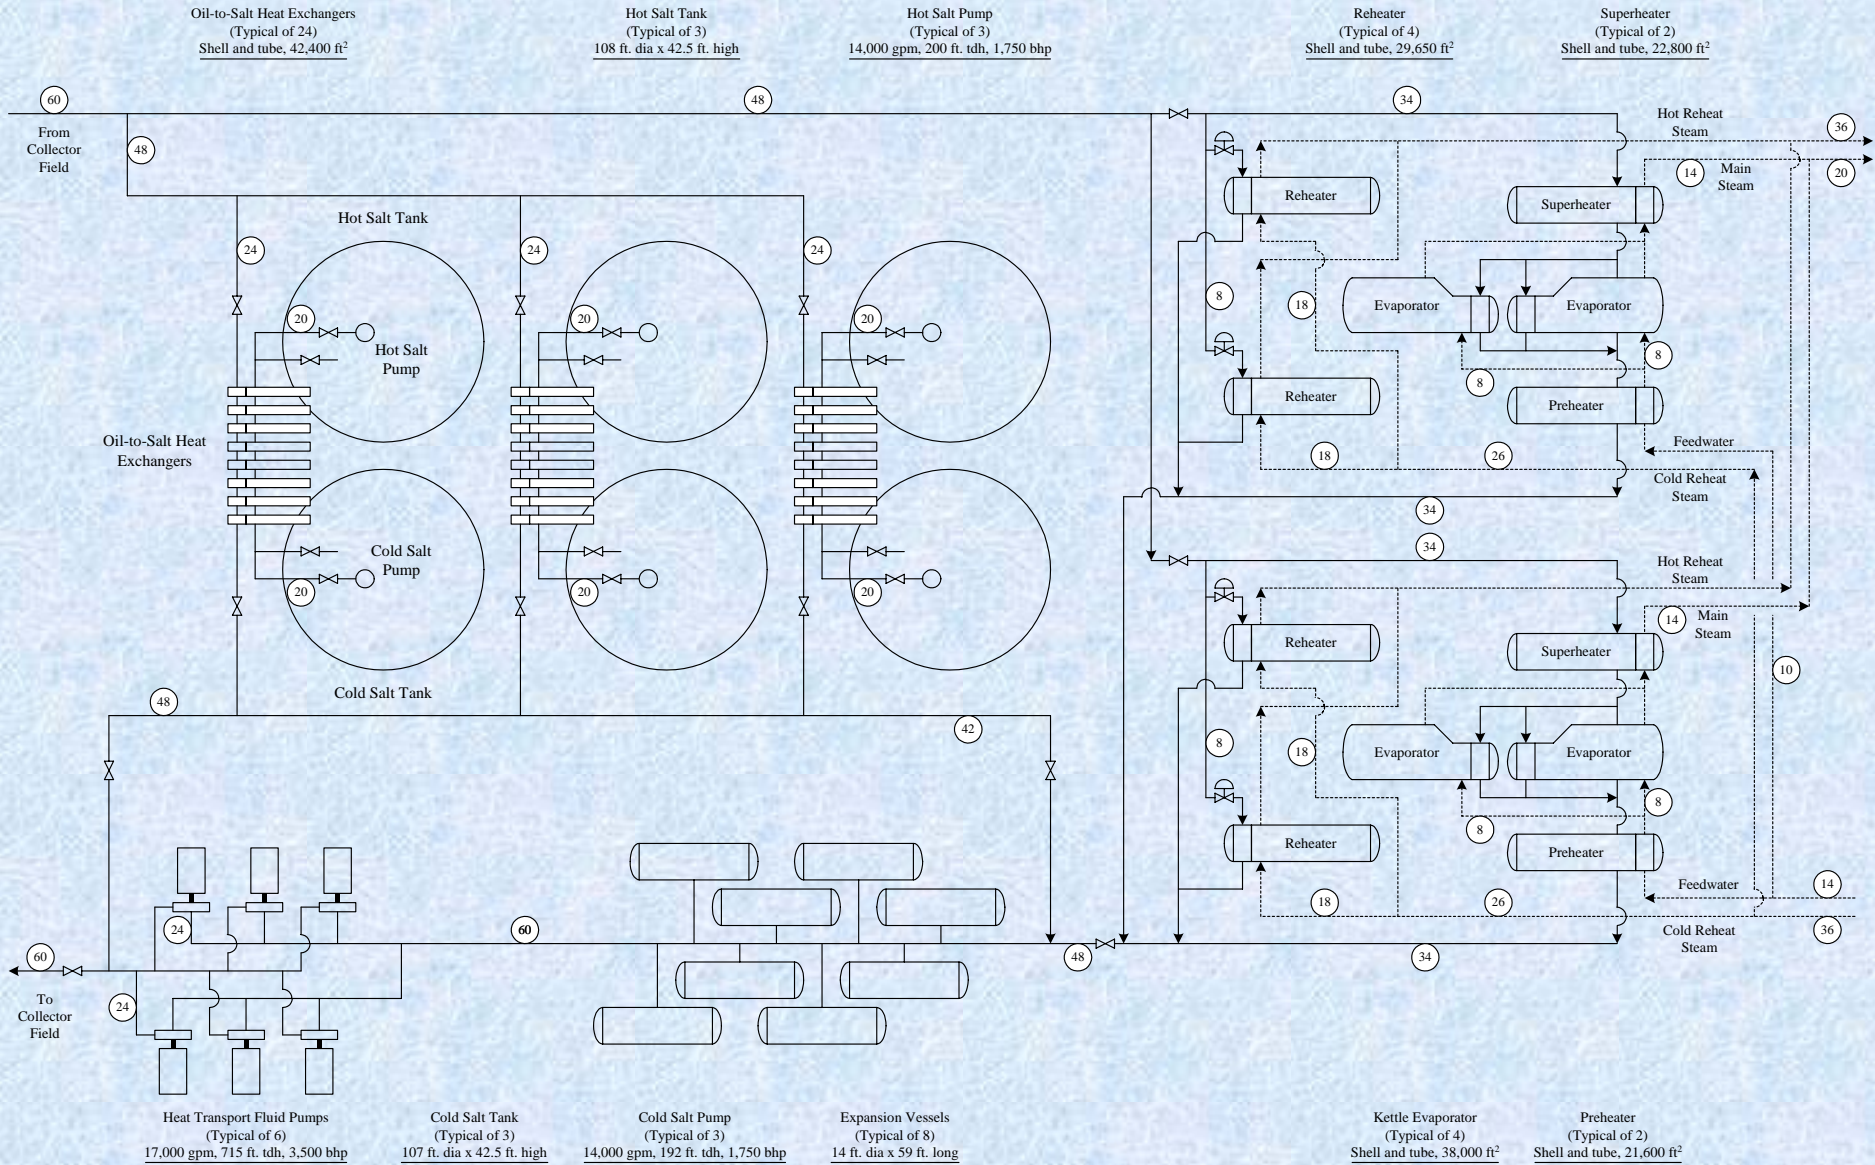 Oil-to-Salt Heat Exchangers
(Typical of 24)
Shell and tube, 42,400 ft²
Hot Salt Tank
(Typical of 3)
108 ft. dia x 42.5 ft. high
Hot Salt Pump
(Typical of 3)
14,000 gpm, 200 ft. tdh, 1,750 bhp
Reheater
(Typical of 4)
Shell and tube, 29,650 ft²
Superheater
(Typical of 2)
Shell and tube, 22,800 ft²
60
48
34
From
Collector
Field
48
Hot Reheat
Steam
36
14
Main
Steam
20
Reheater
Superheater
Hot Salt Tank
24
24
24
20
20
20
Hot Salt
Pump
8
18
Evaporator
Evaporator
8
8
Reheater
Preheater
Oil-to-Salt Heat
Exchangers
Feedwater
18
26
Cold Reheat
Steam
34
34
Cold Salt
Pump
20
20
20
Hot Reheat
Steam
14
Main
Steam
Reheater
Superheater
10
Cold Salt Tank
48
42
8
18
Evaporator
Evaporator
8
8
Reheater
Preheater
Feedwater
14
18
26
36
Cold Reheat
Steam
24
60
60
48
34
To
Collector
Field
24
Heat Transport Fluid Pumps
(Typical of 6)
17,000 gpm, 715 ft. tdh, 3,500 bhp
Cold Salt Tank
(Typical of 3)
107 ft. dia x 42.5 ft. high
Cold Salt Pump
(Typical of 3)
14,000 gpm, 192 ft. tdh, 1,750 bhp
Expansion Vessels
(Typical of 8)
14 ft. dia x 59 ft. long
Kettle Evaporator
(Typical of 4)
Shell and tube, 38,000 ft²
Preheater
(Typical of 2)
Shell and tube, 21,600 ft²